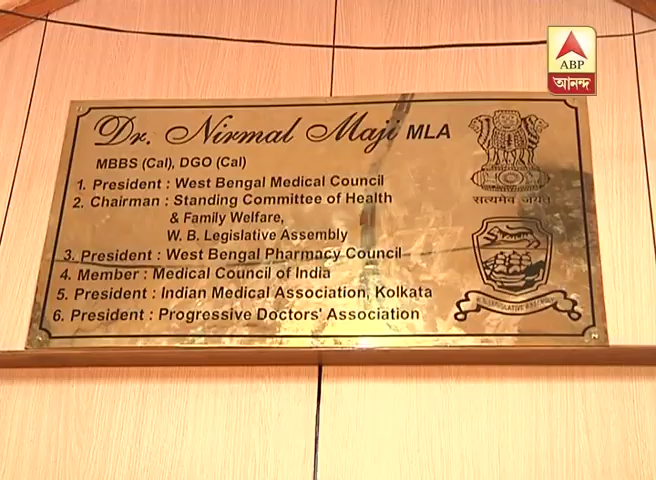 ABP
আনন্দ
Dr. Nirmal Maji MLA
MBBS (Cal), DGO (Cal)
1. President : West Bengal Medical Council
2. Chairman : Standing Committee of Health
& Family Welfare,
W. B. Legislative Assembly
3. President : West Bengal Pharmacy Council
4. Member : Medical Council of India
5. President : Indian Medical Association, Kolkata
6. President : Progressive Doctors' Association
सत्यमेव जयते
W.B. LEGISLATIVE ASSEMBLY